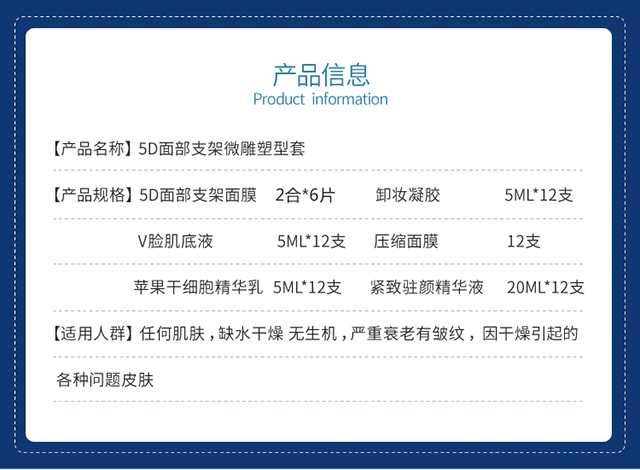 产品信息
Product information
【产品名称】5D面部支架微雕塑型套
【产品规格】5D面部支架面膜 2合*6片 卸妆凝胶 5ML*12支
V脸肌底液 5ML*12支 压缩面膜 12支
苹果干细胞精华乳 5ML*12支 紧致驻颜精华液 20ML*12支
【适用人群】任何肌肤，缺水干燥 无生机，严重衰老有皱纹，因干燥引起的
各种问题皮肤